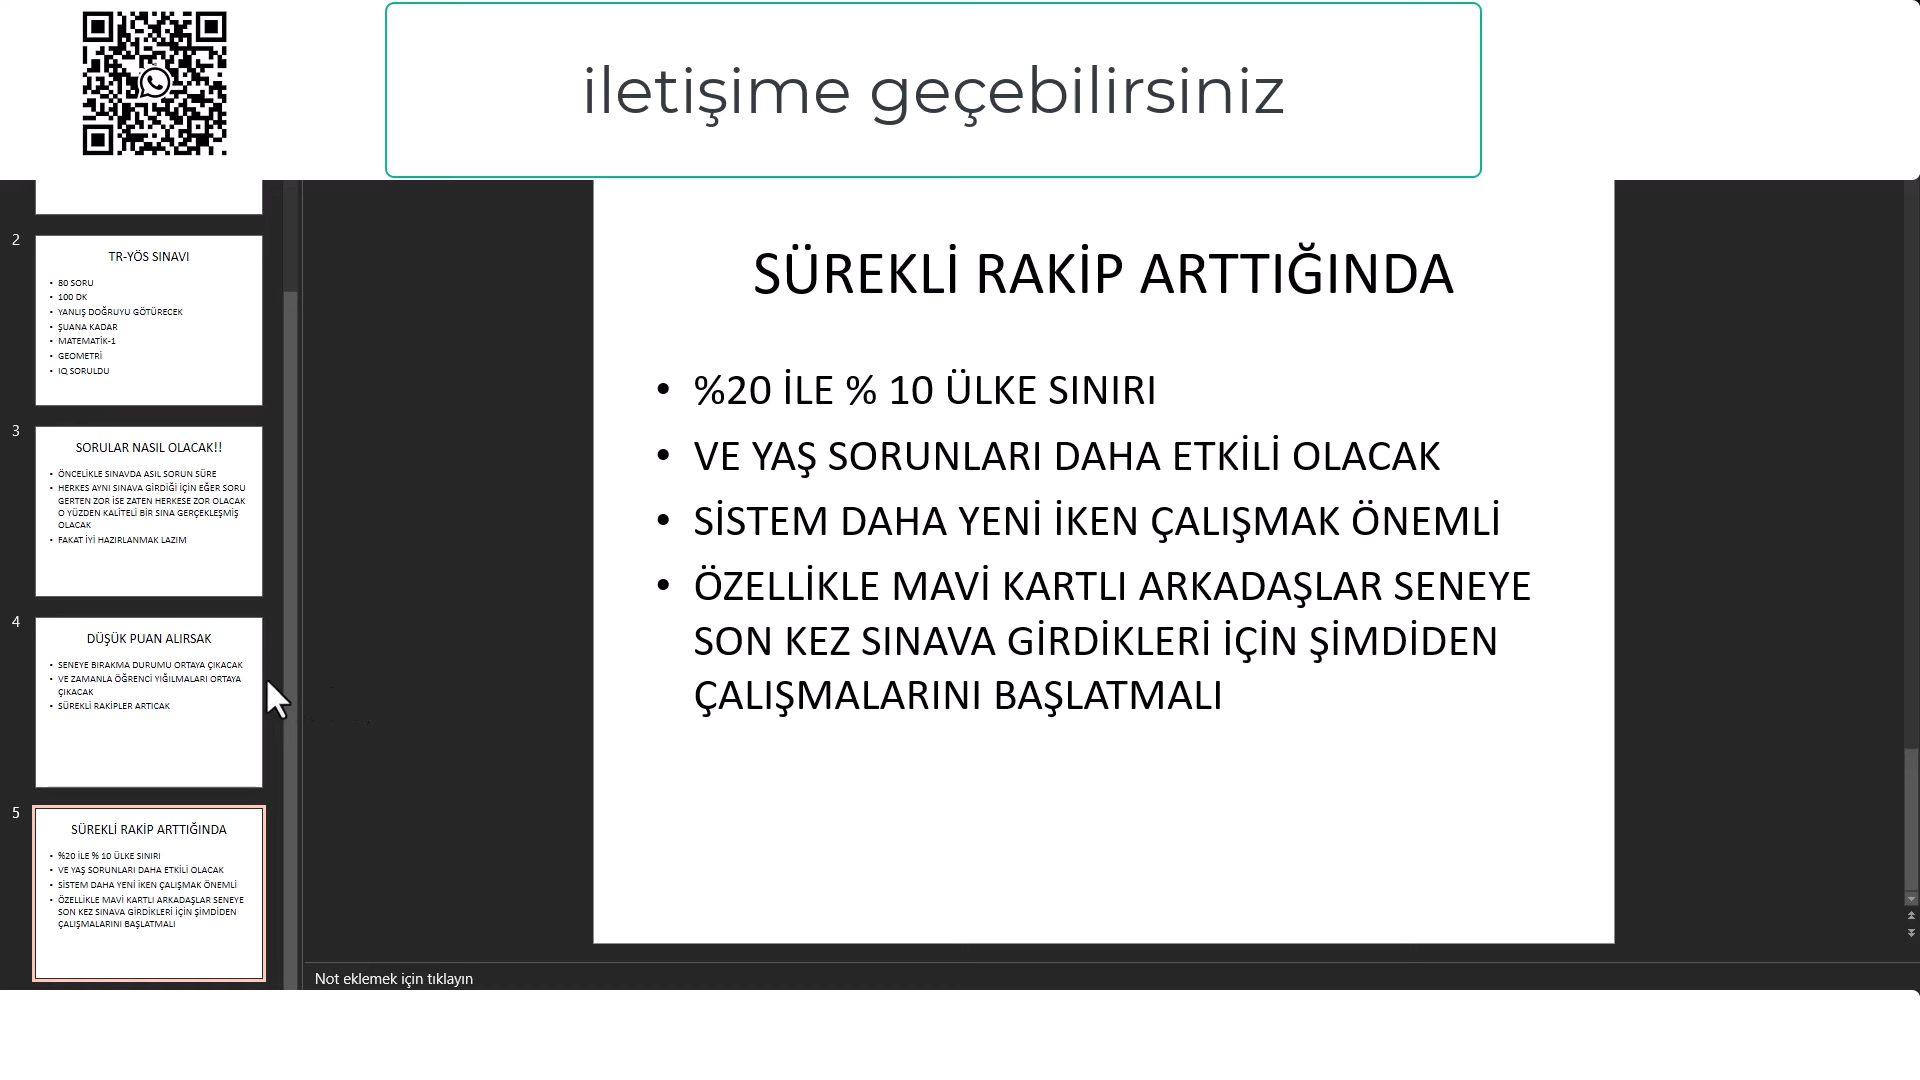 iletişime geçebilirsiniz
2
TR-YÖS SINAVI
• 80 SORU
• 100 DK
• YANLIŞ DOĞRUYU GÖTÜRECEK
• ŞUANA KADAR
• MATEMATİK-1
• GEOMETRİ
• IQ SORULDU
3
SORULAR NASIL OLACAK!!
• ÖNCELİKLE SINAVDA ASIL SORUN SÜRE
• HERKES AYNI SINAVA GİRDİĞİ İÇİN EĞER SORU
GERTEN ZOR İSE ZATEN HERKESE ZOR OLACAK
O YÜZDEN KALİTELİ BİR SINA GERÇEKLEŞMİŞ
OLACAK
• FAKAT İYİ HAZIRLANMAK LAZIM
4
DÜŞÜK PUAN ALIRSAK
• SENEYE BIRAKMA DURUMU ORTAYA ÇIKACAK
• VE ZAMANLA ÖĞRENCİ YIĞILMALARI ORTAYA
ÇIKACAK
• SÜREKLİ RAKİPLER ARTICAK
5
SÜREKLİ RAKİP ARTTIĞINDA
• %20 İLE % 10 ÜLKE SINIRI
• VE YAŞ SORUNLARI DAHA ETKİLİ OLACAK
• SİSTEM DAHA YENİ İKEN ÇALIŞMAK ÖNEMLİ
• ÖZELLİKLE MAVİ KARTLI ARKADAŞLAR SENEYE
SON KEZ SINAVA GİRDİKLERİ İÇİN ŞİMDİDEN
ÇALIŞMALARINI BAŞLATMALI
SÜREKLİ RAKİP ARTTIĞINDA
• %20 İLE % 10 ÜLKE SINIRI
• VE YAŞ SORUNLARI DAHA ETKİLİ OLACAK
• SİSTEM DAHA YENİ İKEN ÇALIŞMAK ÖNEMLİ
• ÖZELLİKLE MAVİ KARTLI ARKADAŞLAR SENEYE
SON KEZ SINAVA GİRDİKLERİ İÇİN ŞİMDİDEN
ÇALIŞMALARINI BAŞLATMALI
Not eklemek için tıklayın